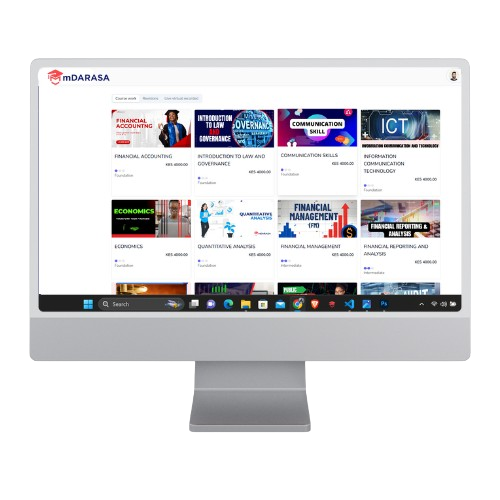 mDARASA
Course work
Revisions
FINANCIAL
ACCOUNTNG
INTRODUCTION
TO LAW
AND
GOVERNANCE
GOVERNANCE
COMMUNICATION
SKILL
ICT
INFORMATION COMMUNICATION AND TECHNOLOGY
FINANCIAL ACCOUNTING
KES 4000.00
Foundation
INTRODUCTION TO LAW AND
GOVERNANCE
KES 4000.00
Foundation
COMMUNICATION SKILLS
KES 4000.00
Foundation
INFORMATION
COMMUNICATION
TECHNOLOGY
KES 4000.00
Foundation
ECONOMICS
QUANTITATIVE
ANALYSIS
mDARASA
FINANCIAL
MANAGEMENT
(FM)
FINANCIAL REPORTING &
ANALYSIS
ECONOMICS
KES 4000.00
Foundation
QUANTITATIVE ANALYSIS
KES 4000.00
Foundation
FINANCIAL MANAGEMENT
KES 4000.00
Intermediate
FINANCIAL REPORTING AND
ANALYSIS
KES 4000.00
Intermediate
PUBLIC
AUDIT
Search